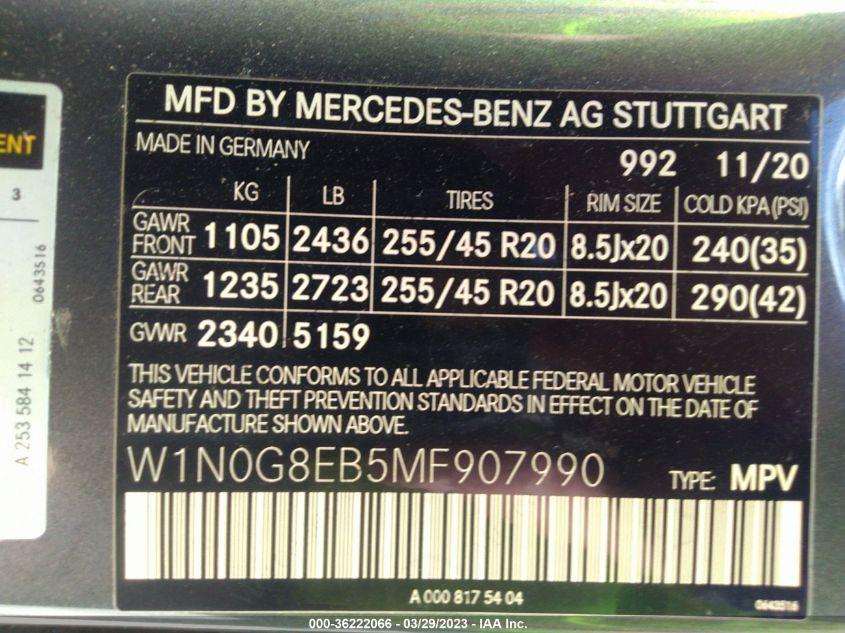 MFD BY MERCEDES-BENZ AG STUTTGART
MADE IN GERMANY 992 11/20
KG LB TIRES RIM SIZE COLD KPA (PSI)
GAWR FRONT 1105 2436 255/45 R20 8.5Jx20 240(35)
GAWR REAR 1235 2723 255/45 R20 8.5Jx20 290(42)
GVWR 2340 5159
THIS VEHICLE CONFORMS TO ALL APPLICABLE FEDERAL MOTOR VEHICLE
SAFETY AND THEFT PREVENTION STANDARDS IN EFFECT ON THE DATE OF
MANUFACTURE SHOWN ABOVE.
W1N0G8EB5MF907990 TYPE: MPV
A 000 817 54 04 0643516
3
0643516
A 253 584 14 12
000-36222066 - 03/29/2023 - IAA Inc.